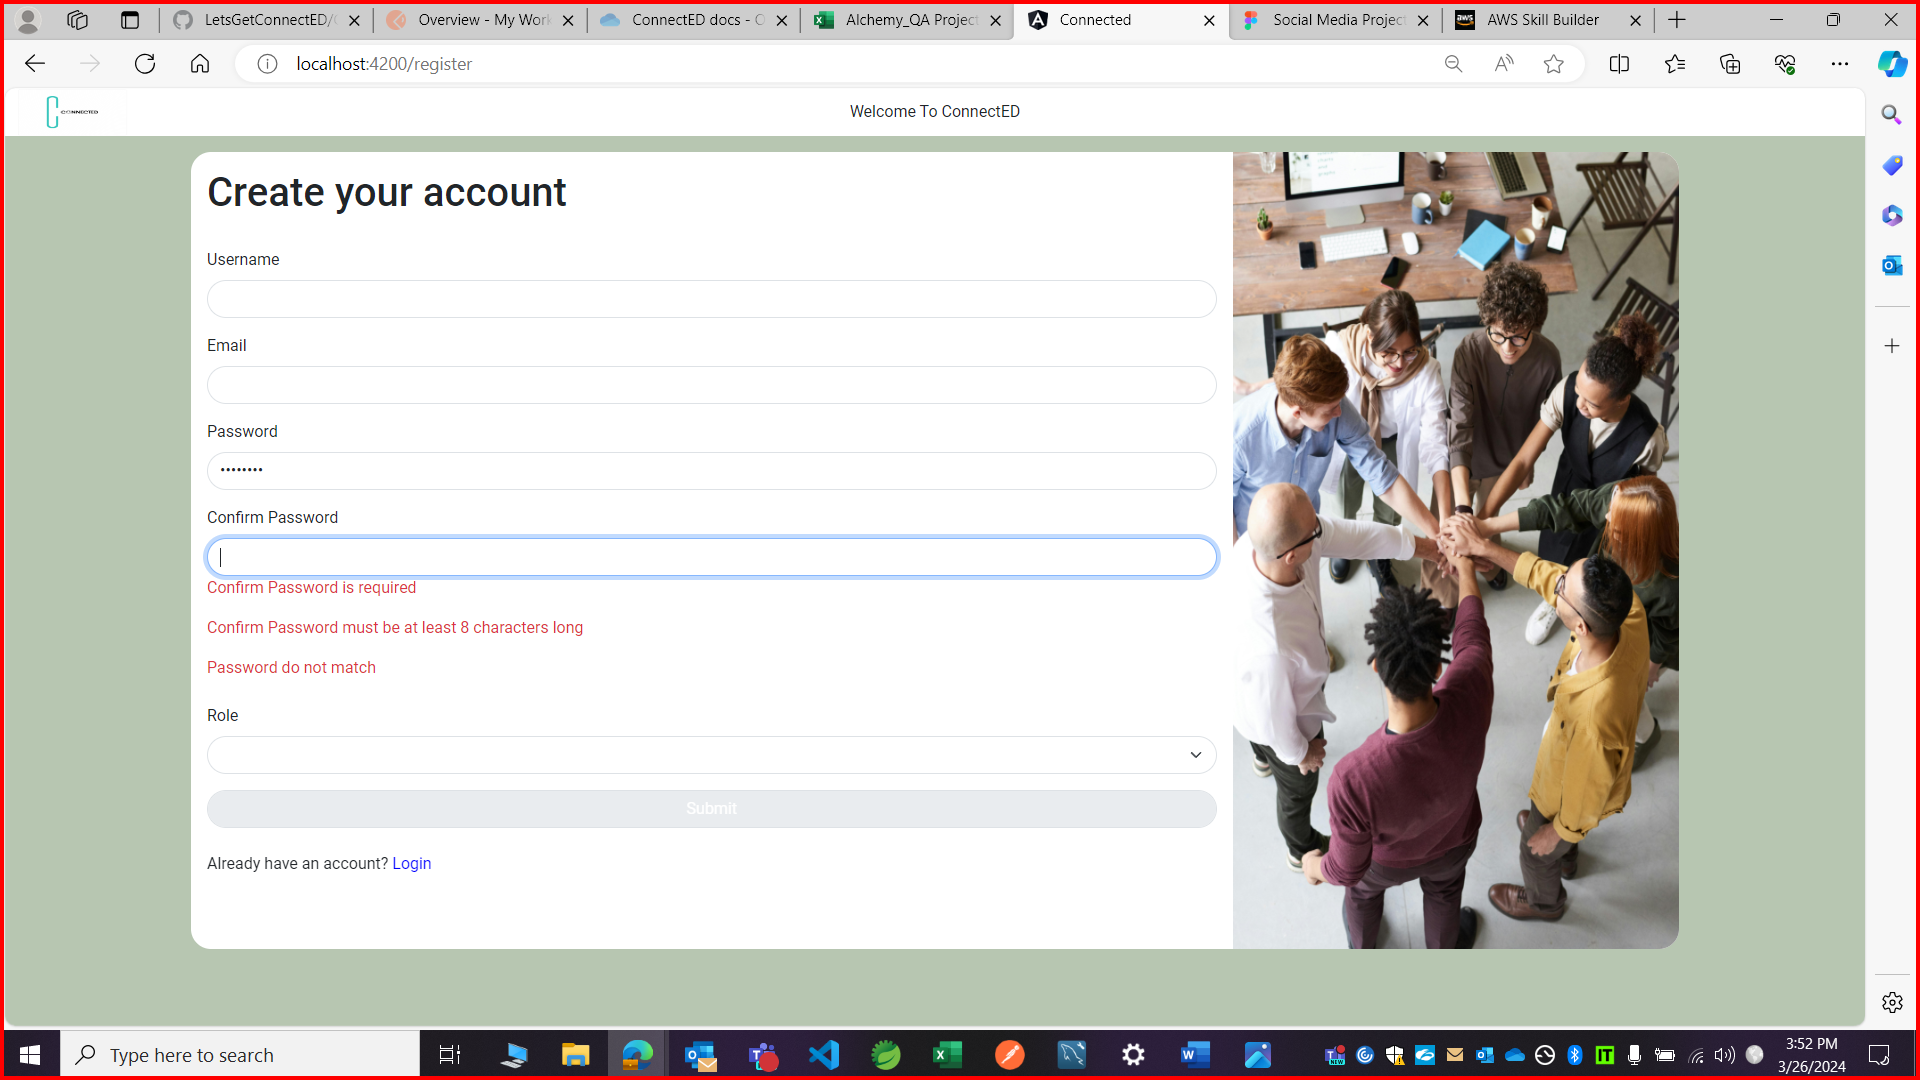 LetsGetConnectED/
Overview - My Work
ConnectED docs - O
Alchemy_QA Project
Connected
Social Media Project
AWS Skill Builder
localhost:4200/register
CONNECTED
Welcome To ConnectED
Create your account
Username
Email
Password
••••••••
Confirm Password
Confirm Password is required
Confirm Password must be at least 8 characters long
Password do not match
Role
Submit
Already have an account? Login
Type here to search
3:52 PM
3/26/2024